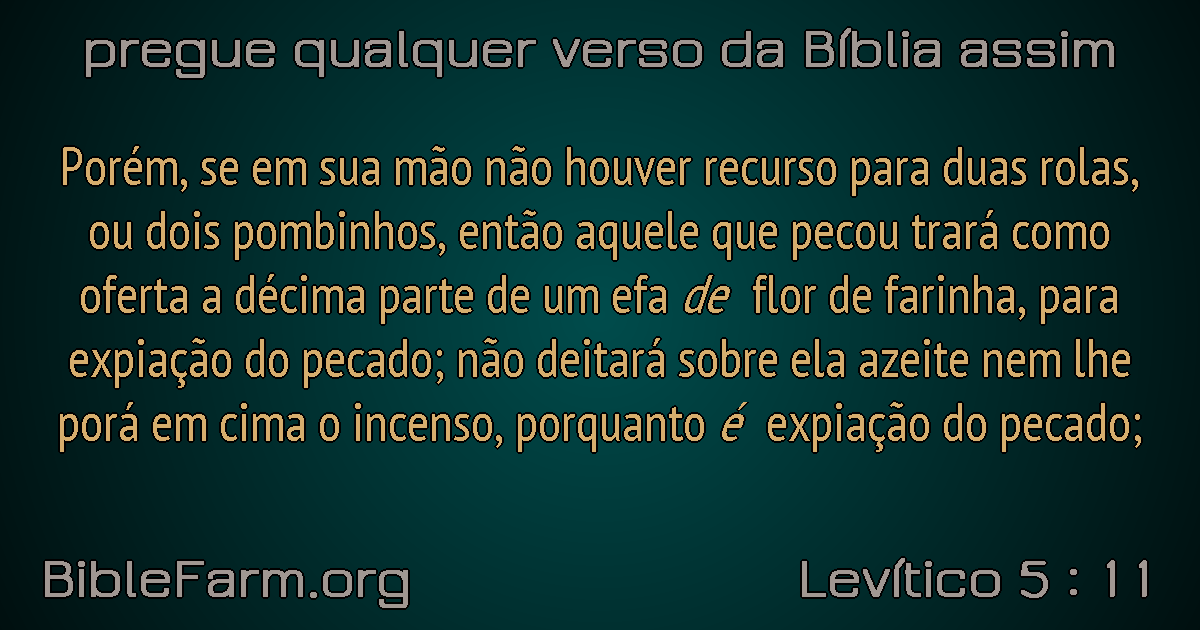 pregue qualquer verso da Bíblia assim
Porém, se em sua mão não houver recurso para duas rolas,
ou dois pombinhos, então aquele que pecou trará como
oferta a décima parte de um efa de flor de farinha, para
expiação do pecado; não deitará sobre ela azeite nem lhe
porá em cima o incenso, porquanto é expiação do pecado;
BibleFarm.org
Levítico 5 : 11